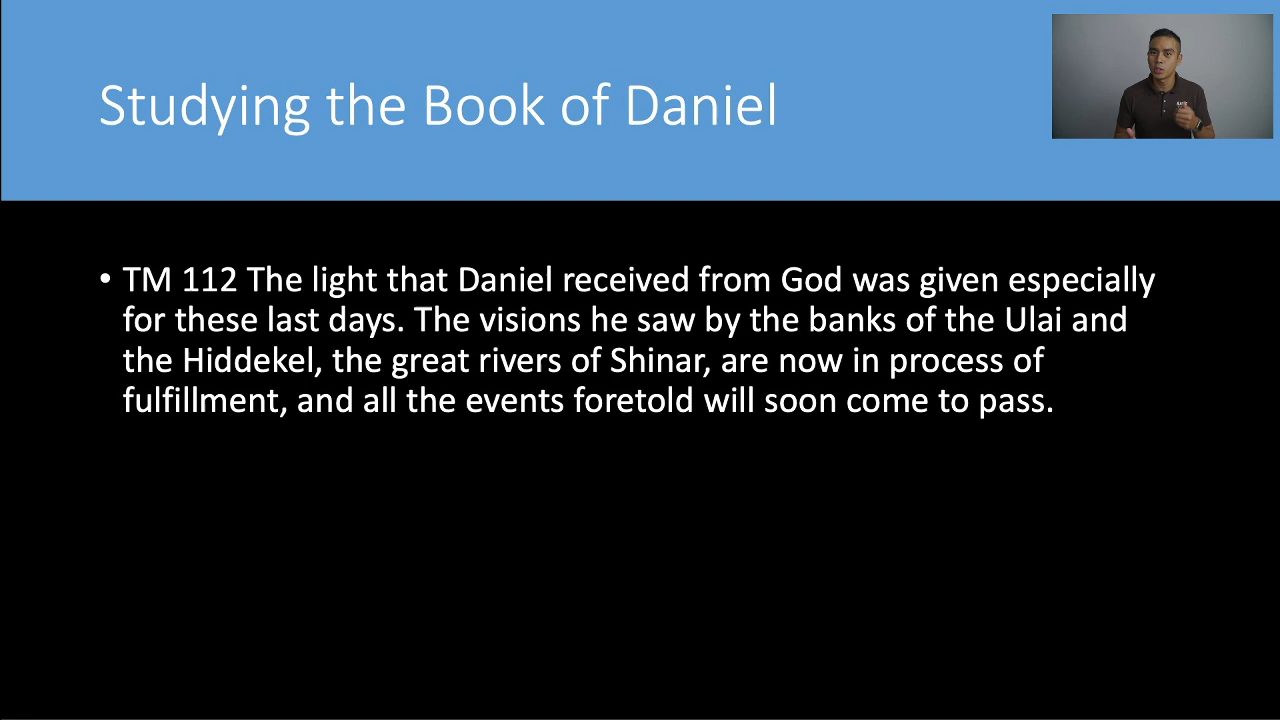 Studying the Book of Daniel
• TM 112 The light that Daniel received from God was given especially
for these last days. The visions he saw by the banks of the Ulai and
the Hiddekel, the great rivers of Shinar, are now in process of
fulfillment, and all the events foretold will soon come to pass.